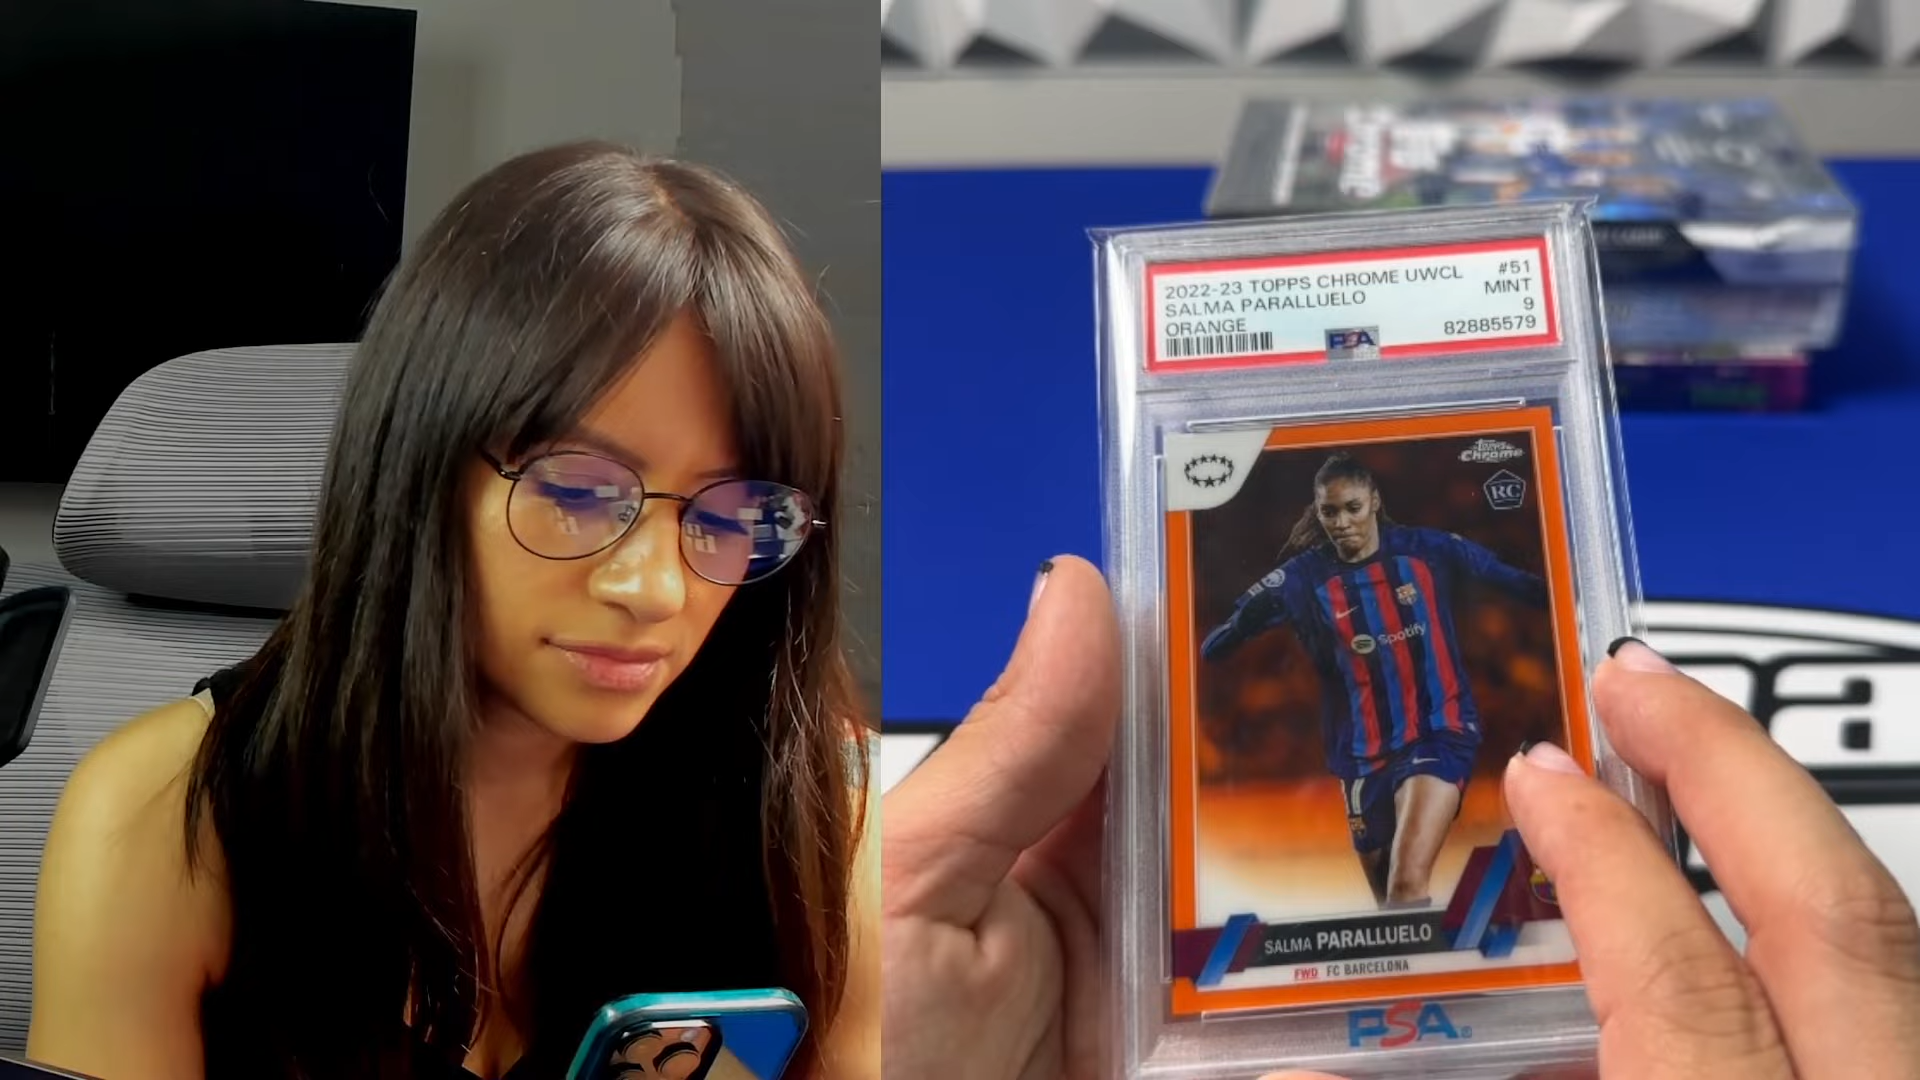 2022-23 TOPPS CHROME UWCL #51
SALMA PARALLUELO MINT
ORANGE 9
82885579
PSA
Topps
Chrome
RC
Spotify
SALMA PARALLUELO
FWD FC BARCELONA
PSA